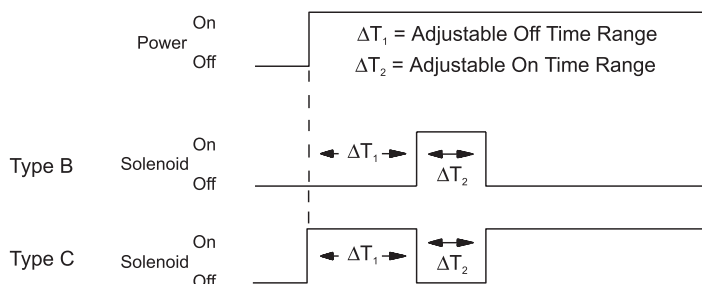 On
Power
Off
ΔT₁ = Adjustable Off Time Range
ΔT₂ = Adjustable On Time Range
Type B
Solenoid
On
Off
ΔT₁
ΔT₂
Type C
Solenoid
On
Off
ΔT₁
ΔT₂